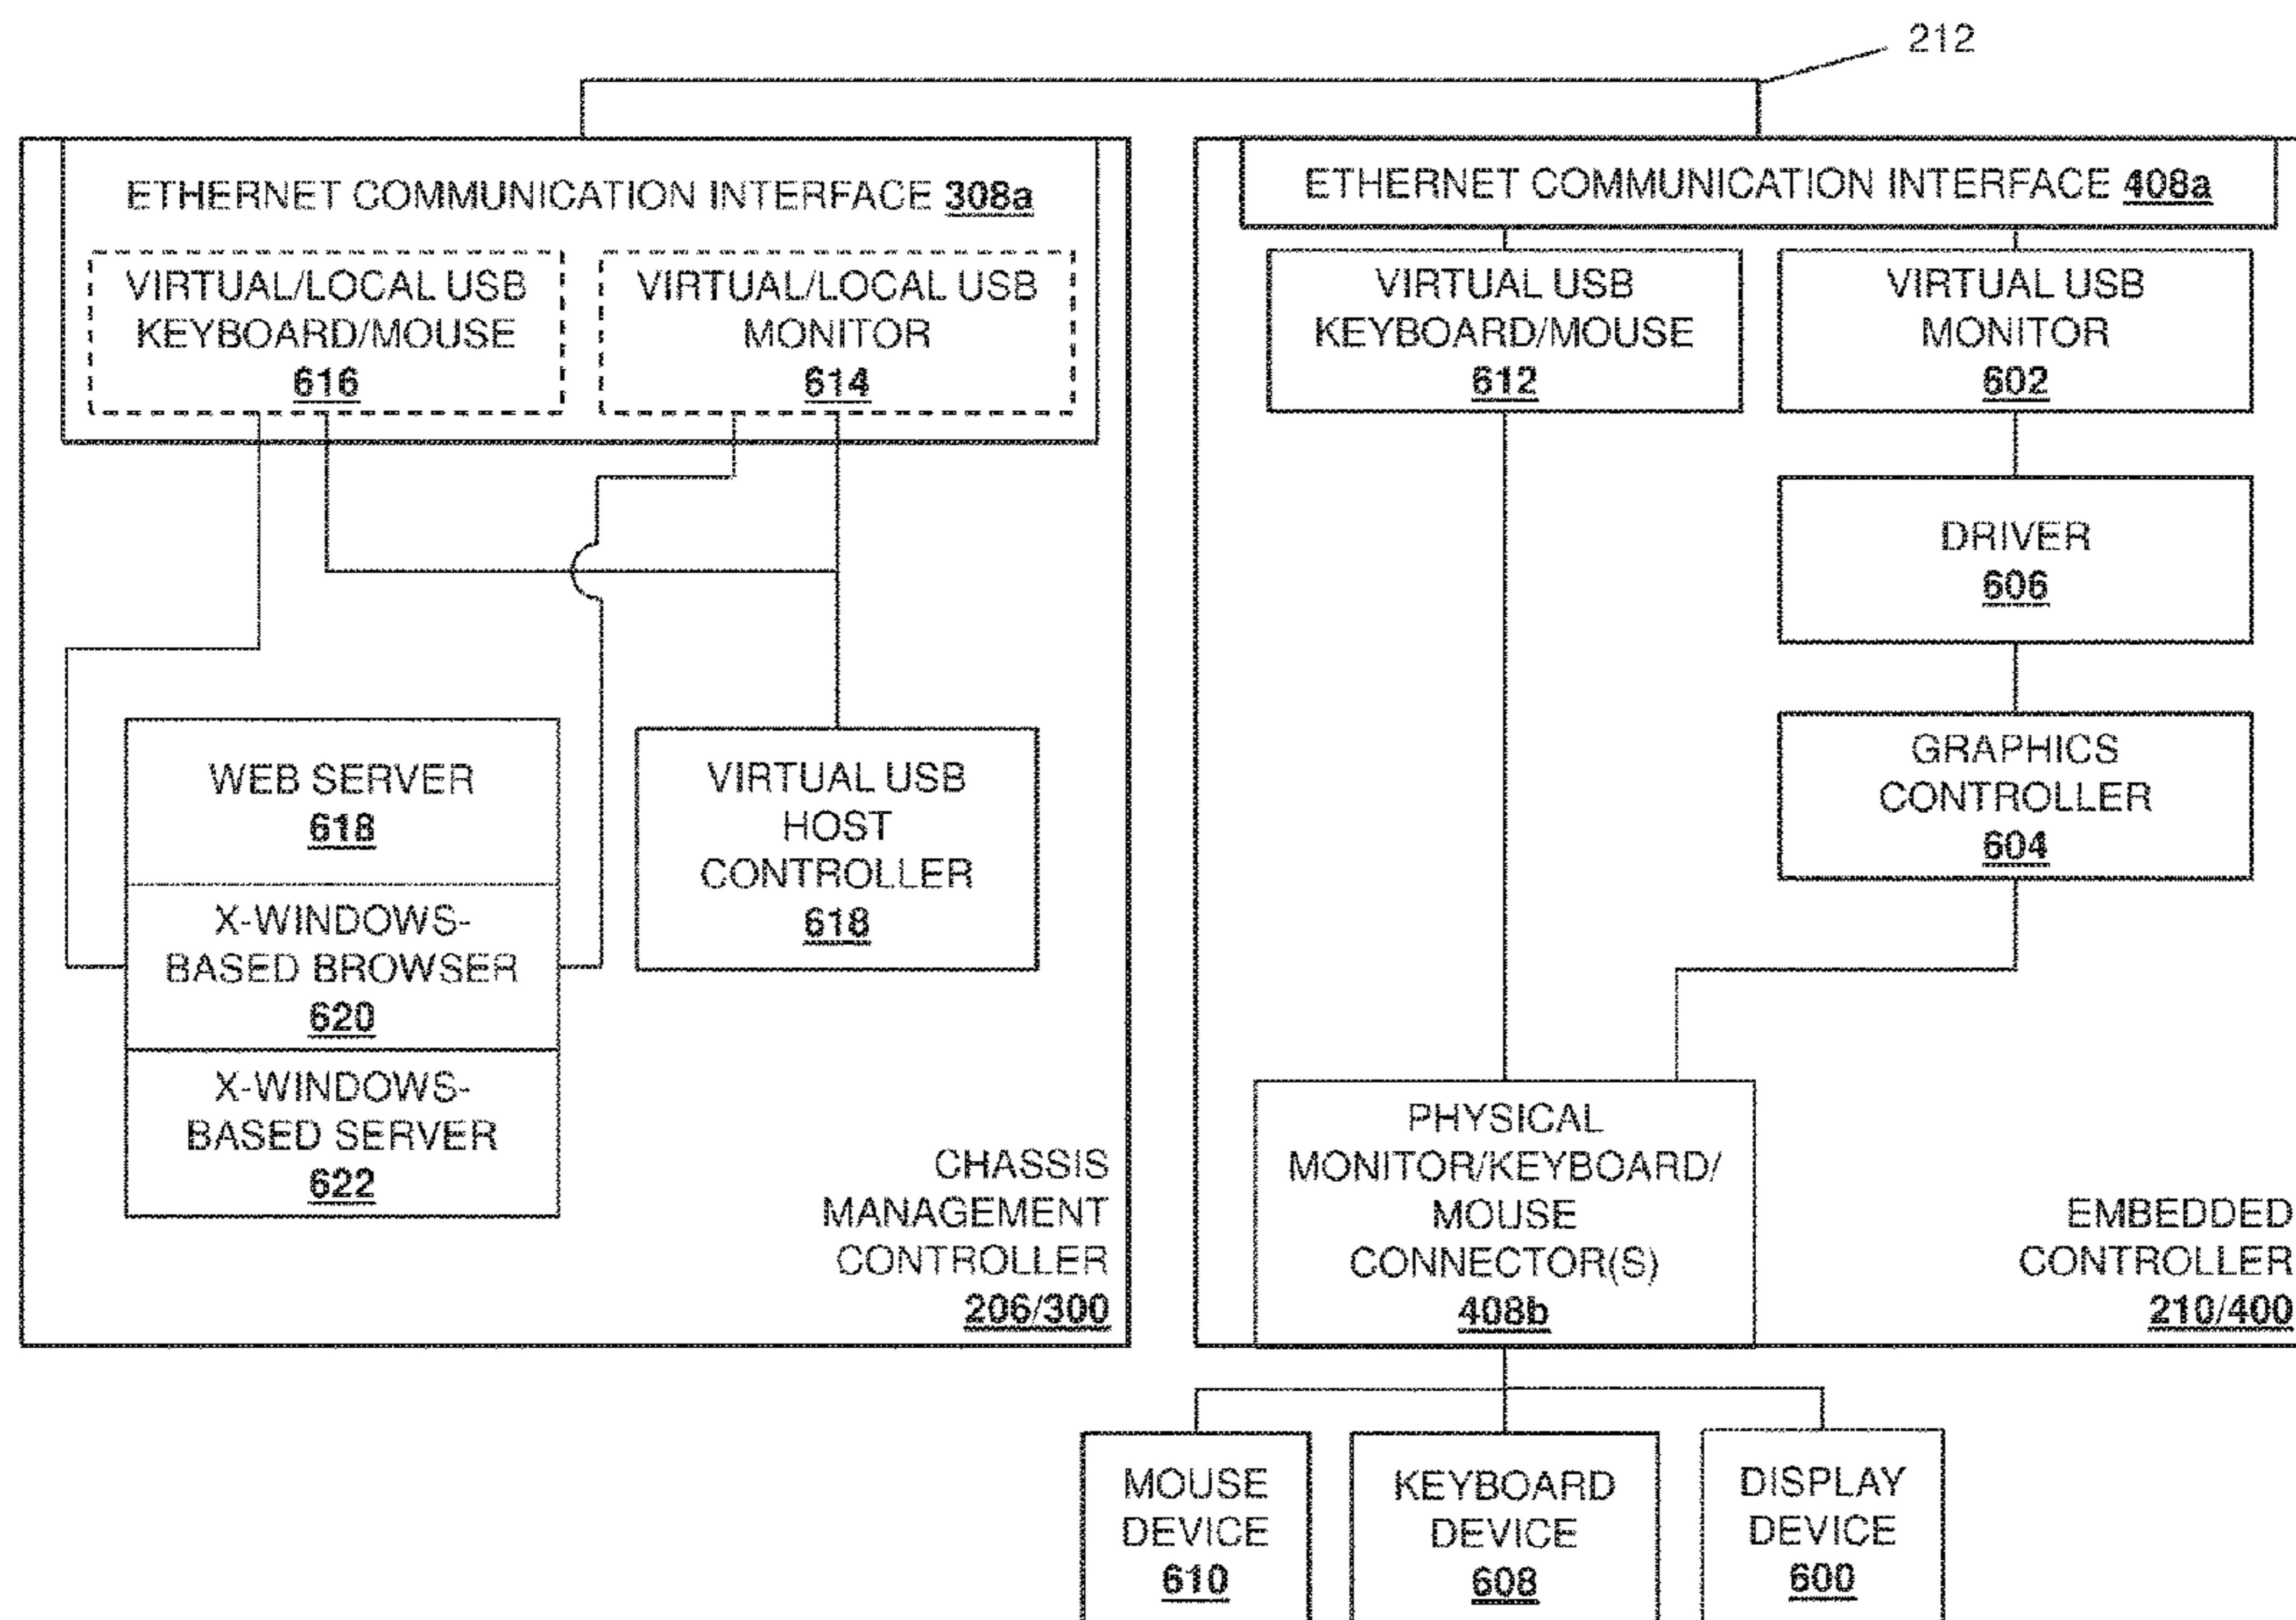 212
ETHERNET COMMUNICATION INTERFACE 308a
VIRTUAL/LOCAL USB
KEYBOARD/MOUSE
616
VIRTUAL/LOCAL USB
MONITOR
614
WEB SERVER
618
X-WINDOWS-
BASED BROWSER
620
X-WINDOWS-
BASED SERVER
622
VIRTUAL USB
HOST
CONTROLLER
618
CHASSIS
MANAGEMENT
CONTROLLER
206/300
ETHERNET COMMUNICATION INTERFACE 408a
VIRTUAL USB
KEYBOARD/MOUSE
612
VIRTUAL USB
MONITOR
602
DRIVER
606
GRAPHICS
CONTROLLER
604
PHYSICAL
MONITOR/KEYBOARD/
MOUSE
CONNECTOR(S)
408b
EMBEDDED
CONTROLLER
210/400
MOUSE
DEVICE
610
KEYBOARD
DEVICE
608
DISPLAY
DEVICE
600